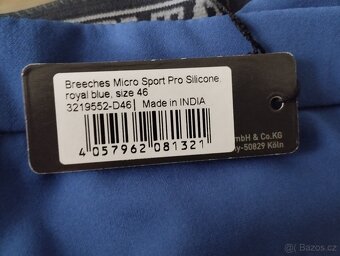 Breeches Micro Sport Pro Silicone,
royal blue, size 46
3219552-D46| Made in INDIA
4 057962 081321
mbH & Co.KG
y-50829 Köln
Bazoš.cz